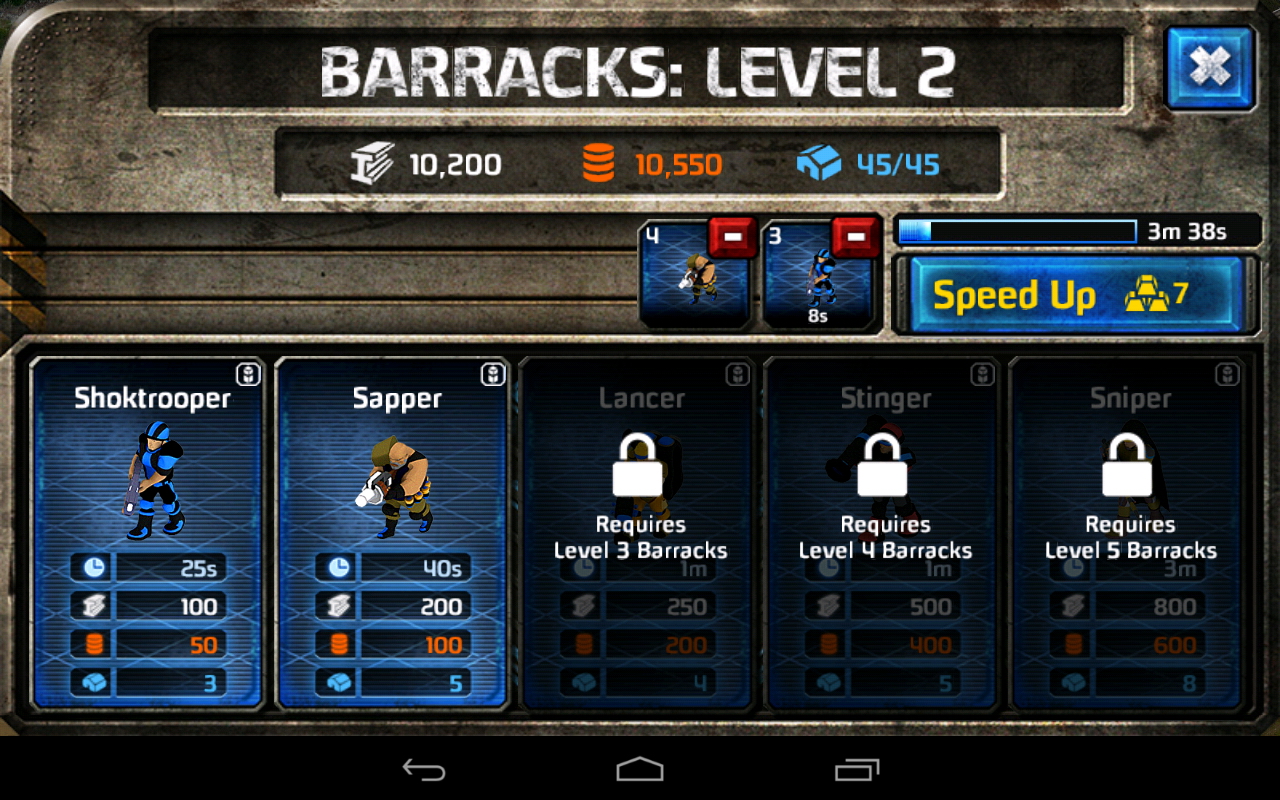 BARRACKS: LEVEL 2
10,200 10,550 45/45
4 3 8s 3m 38s
Speed Up 7
Shoktrooper Sapper Lancer Stinger Sniper
Requires Level 3 Barracks
Requires Level 4 Barracks
Requires Level 5 Barracks
25s 40s 1m 1m 3m
100 200 250 500 800
50 100 200 400 600
3 5 4 5 8